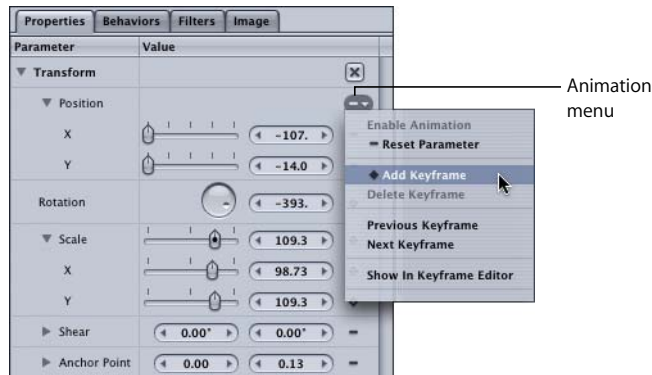 Properties Behaviors Filters Image
Parameter Value
Transform
Position
X -107.
Y -14.0
Rotation -393.
Scale 109.3
X 98.73
Y 109.3
Shear 0.00° 0.00°
Anchor Point 0.00 0.13
Animation
menu
Enable Animation
Reset Parameter
Add Keyframe
Delete Keyframe
Previous Keyframe
Next Keyframe
Show In Keyframe Editor